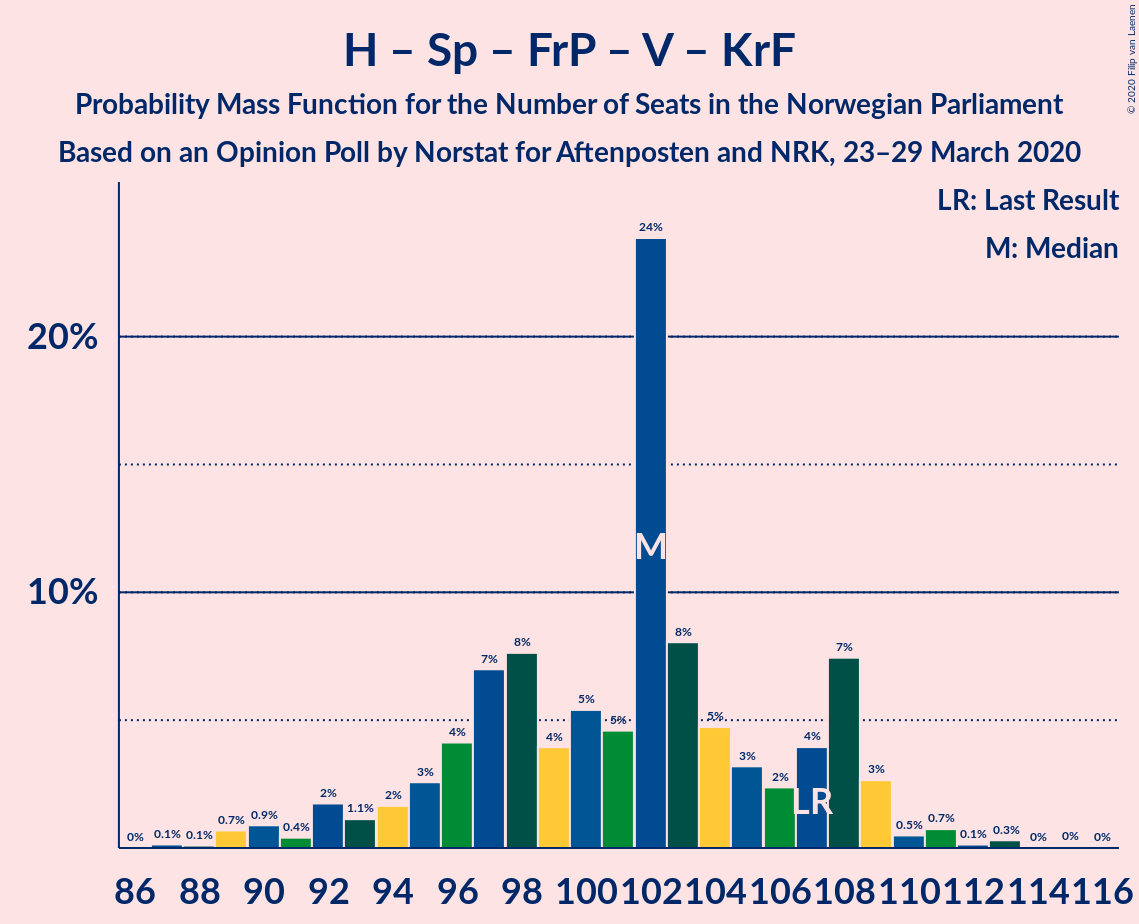 H – Sp – FrP – V – KrF
Probability Mass Function for the Number of Seats in the Norwegian Parliament
Based on an Opinion Poll by Norstat for Aftenposten and NRK, 23–29 March 2020
© 2020 Filip van Laenen
LR: Last Result
M: Median
20%
10%
0% 0.1% 0.1% 0.7% 0.9% 0.4% 2% 1.1% 2% 3% 4% 7% 8% 4% 5% 5% 24% 8% 5% 3% 2% 4% 7% 3% 0.5% 0.7% 0.1% 0.3% 0% 0% 0%
M
LR
86 88 90 92 94 96 98 100 102 104 106 108 110 112 114 116